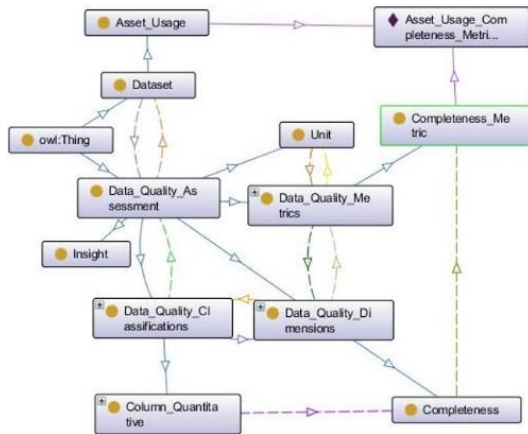 Asset_Usage
Asset_Usage_Com
pleteness_Metri...
Dataset
Completeness_Me
tric
owl:Thing
Unit
Data_Quality_As
sessment
Data_Quality_Me
trics
Insight
Data_Quality_Cl
assifications
Data_Quality_Di
mensions
Column_Quantita
tive
Completeness